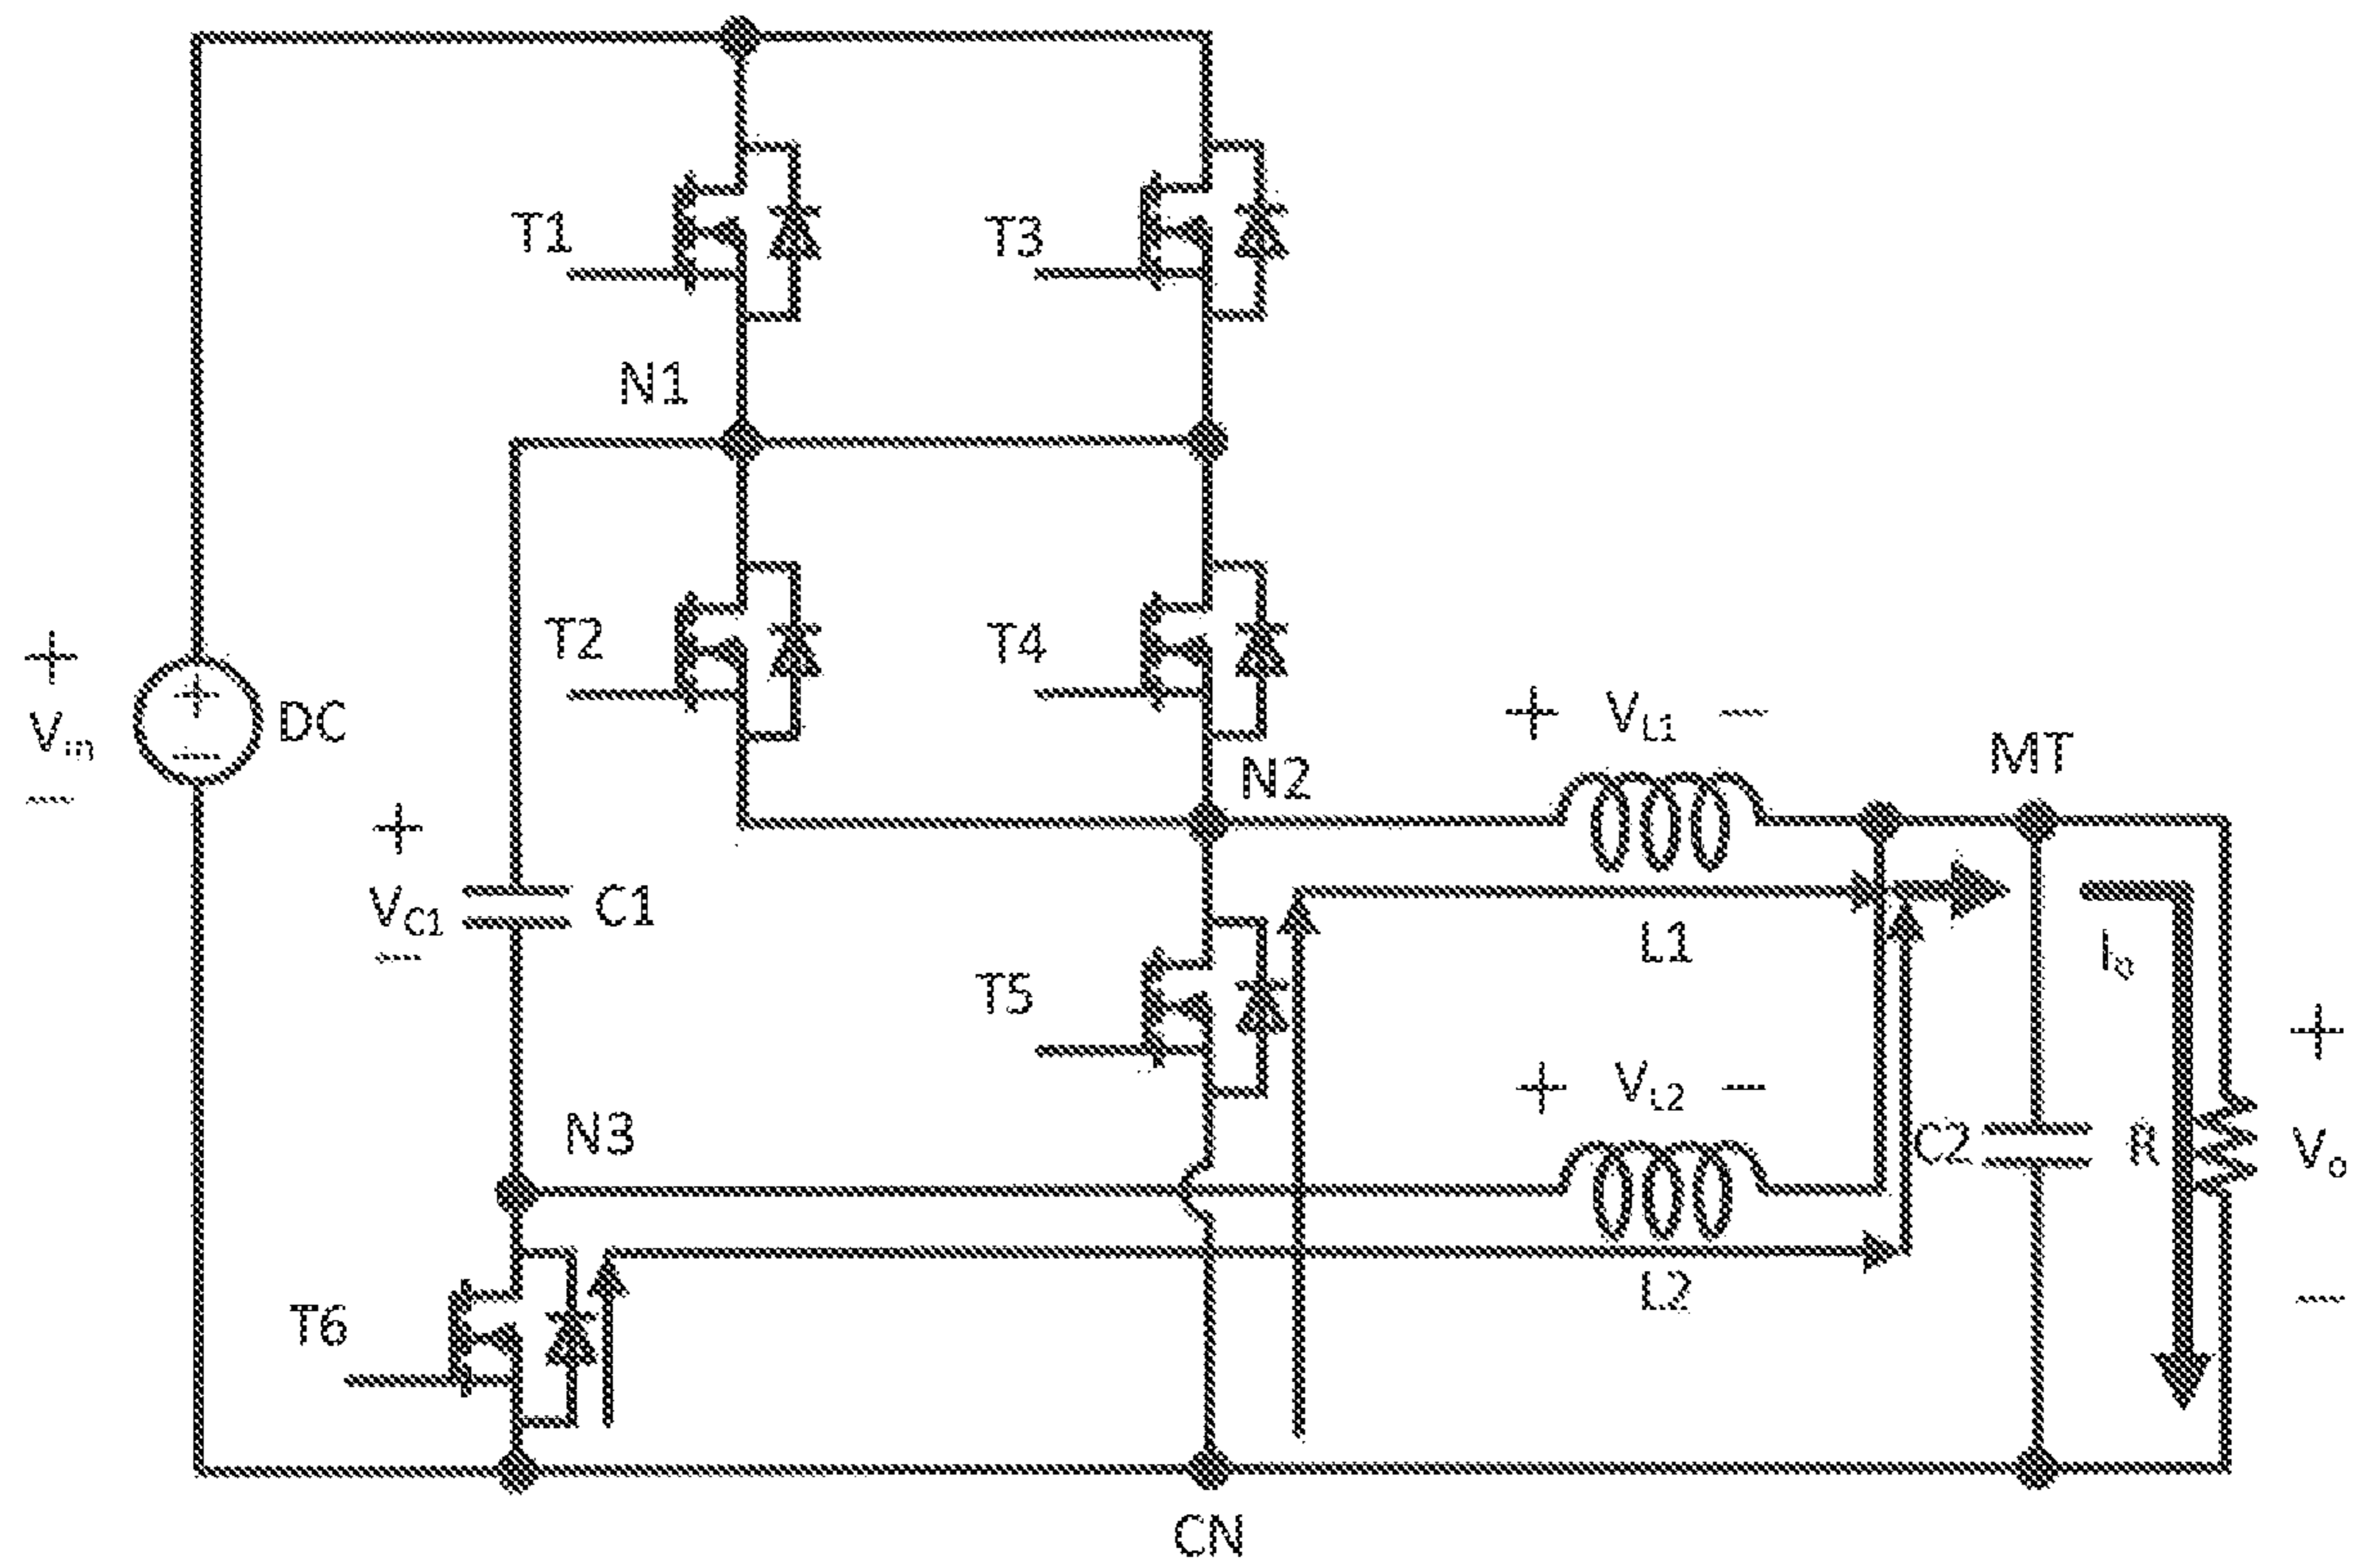 T1
T3
N1
T2
T4
+
Vin
—
+
—
DC
+ VL1 —
MT
N2
+
VC1
—
C1
L1
Io
T5
+
Vo
—
+ VL2 —
N3
C2
R
L2
T6
CN